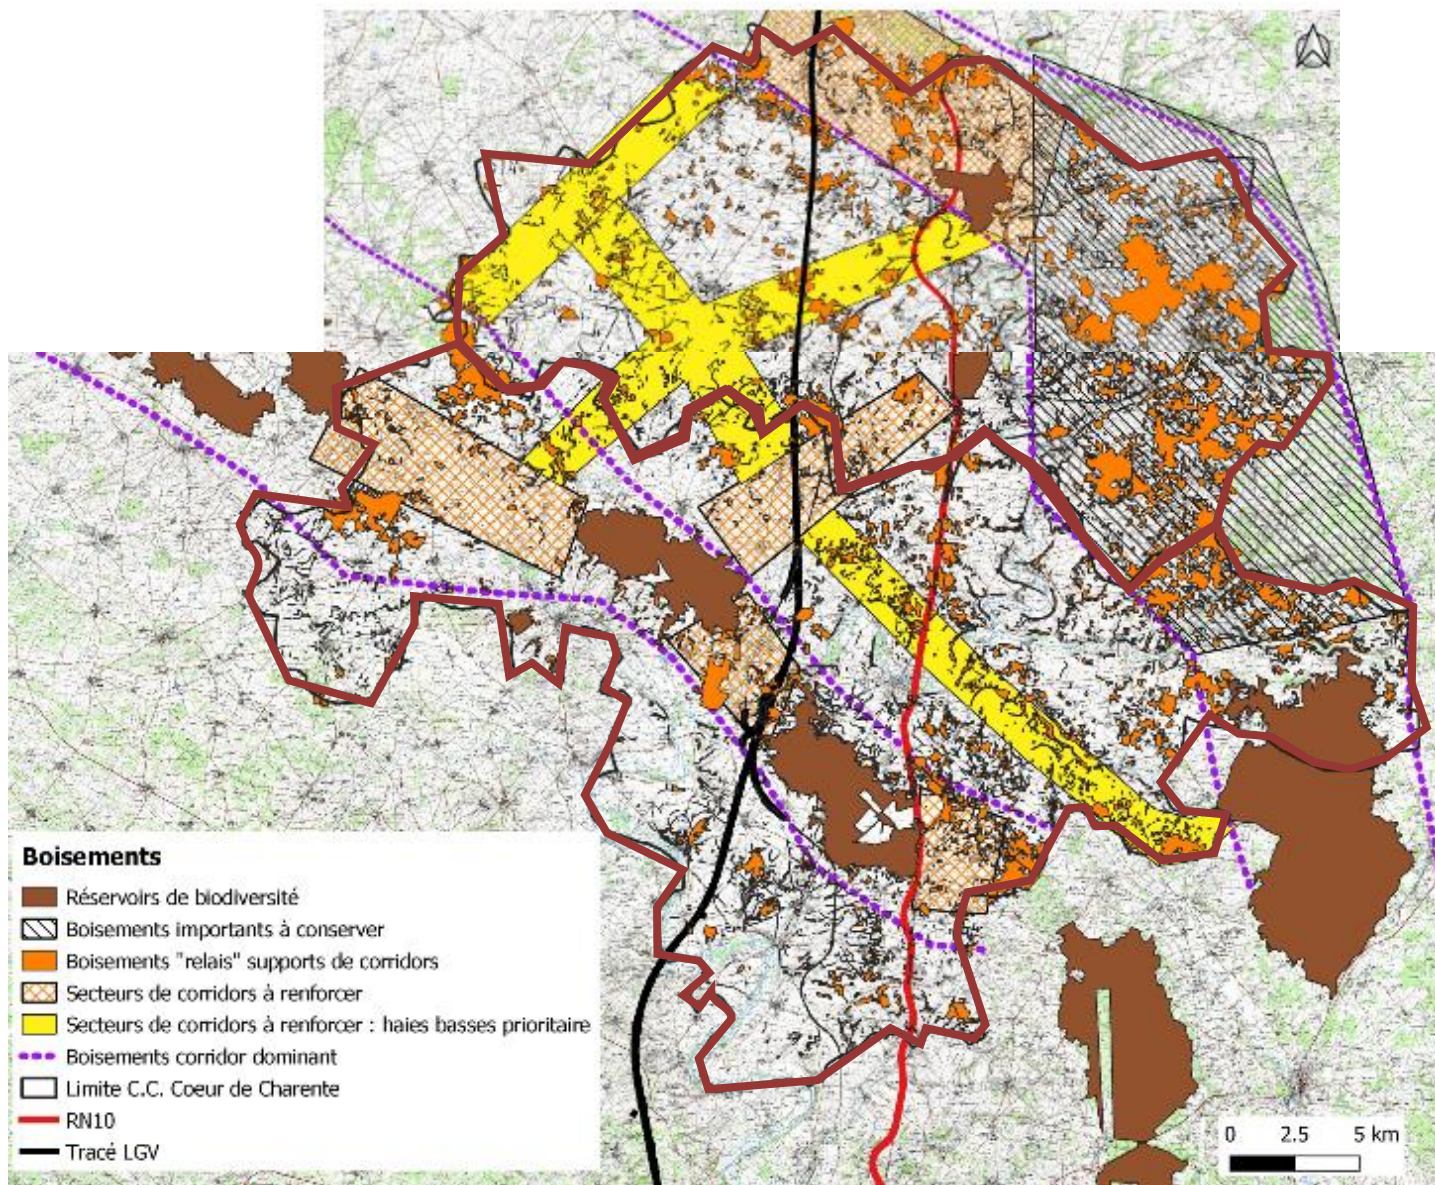 Boisements
Réservoirs de biodiversité
Boisements importants à conserver
Boisements "relais" supports de corridors
Secteurs de corridors à renforcer
Secteurs de corridors à renforcer : haies basses prioritaire
Boisements corridor dominant
Limite C.C. Coeur de Charente
RN10
Tracé LGV
0 2.5 5 km